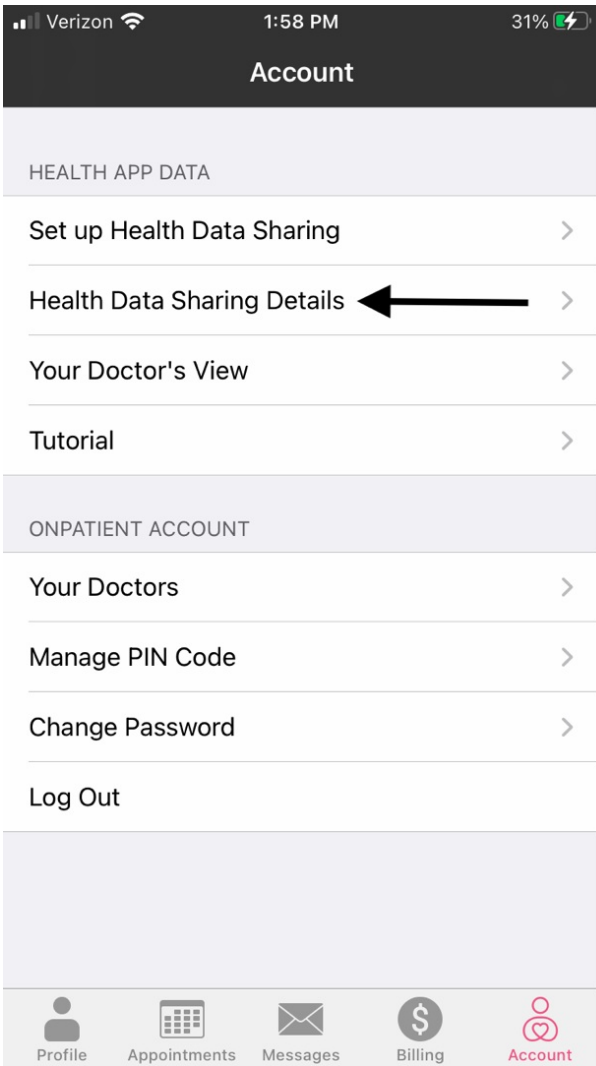 Verizon 1:58 PM 31%
Account
HEALTH APP DATA
Set up Health Data Sharing
Health Data Sharing Details
Your Doctor's View
Tutorial
ONPATIENT ACCOUNT
Your Doctors
Manage PIN Code
Change Password
Log Out
Profile Appointments Messages Billing Account